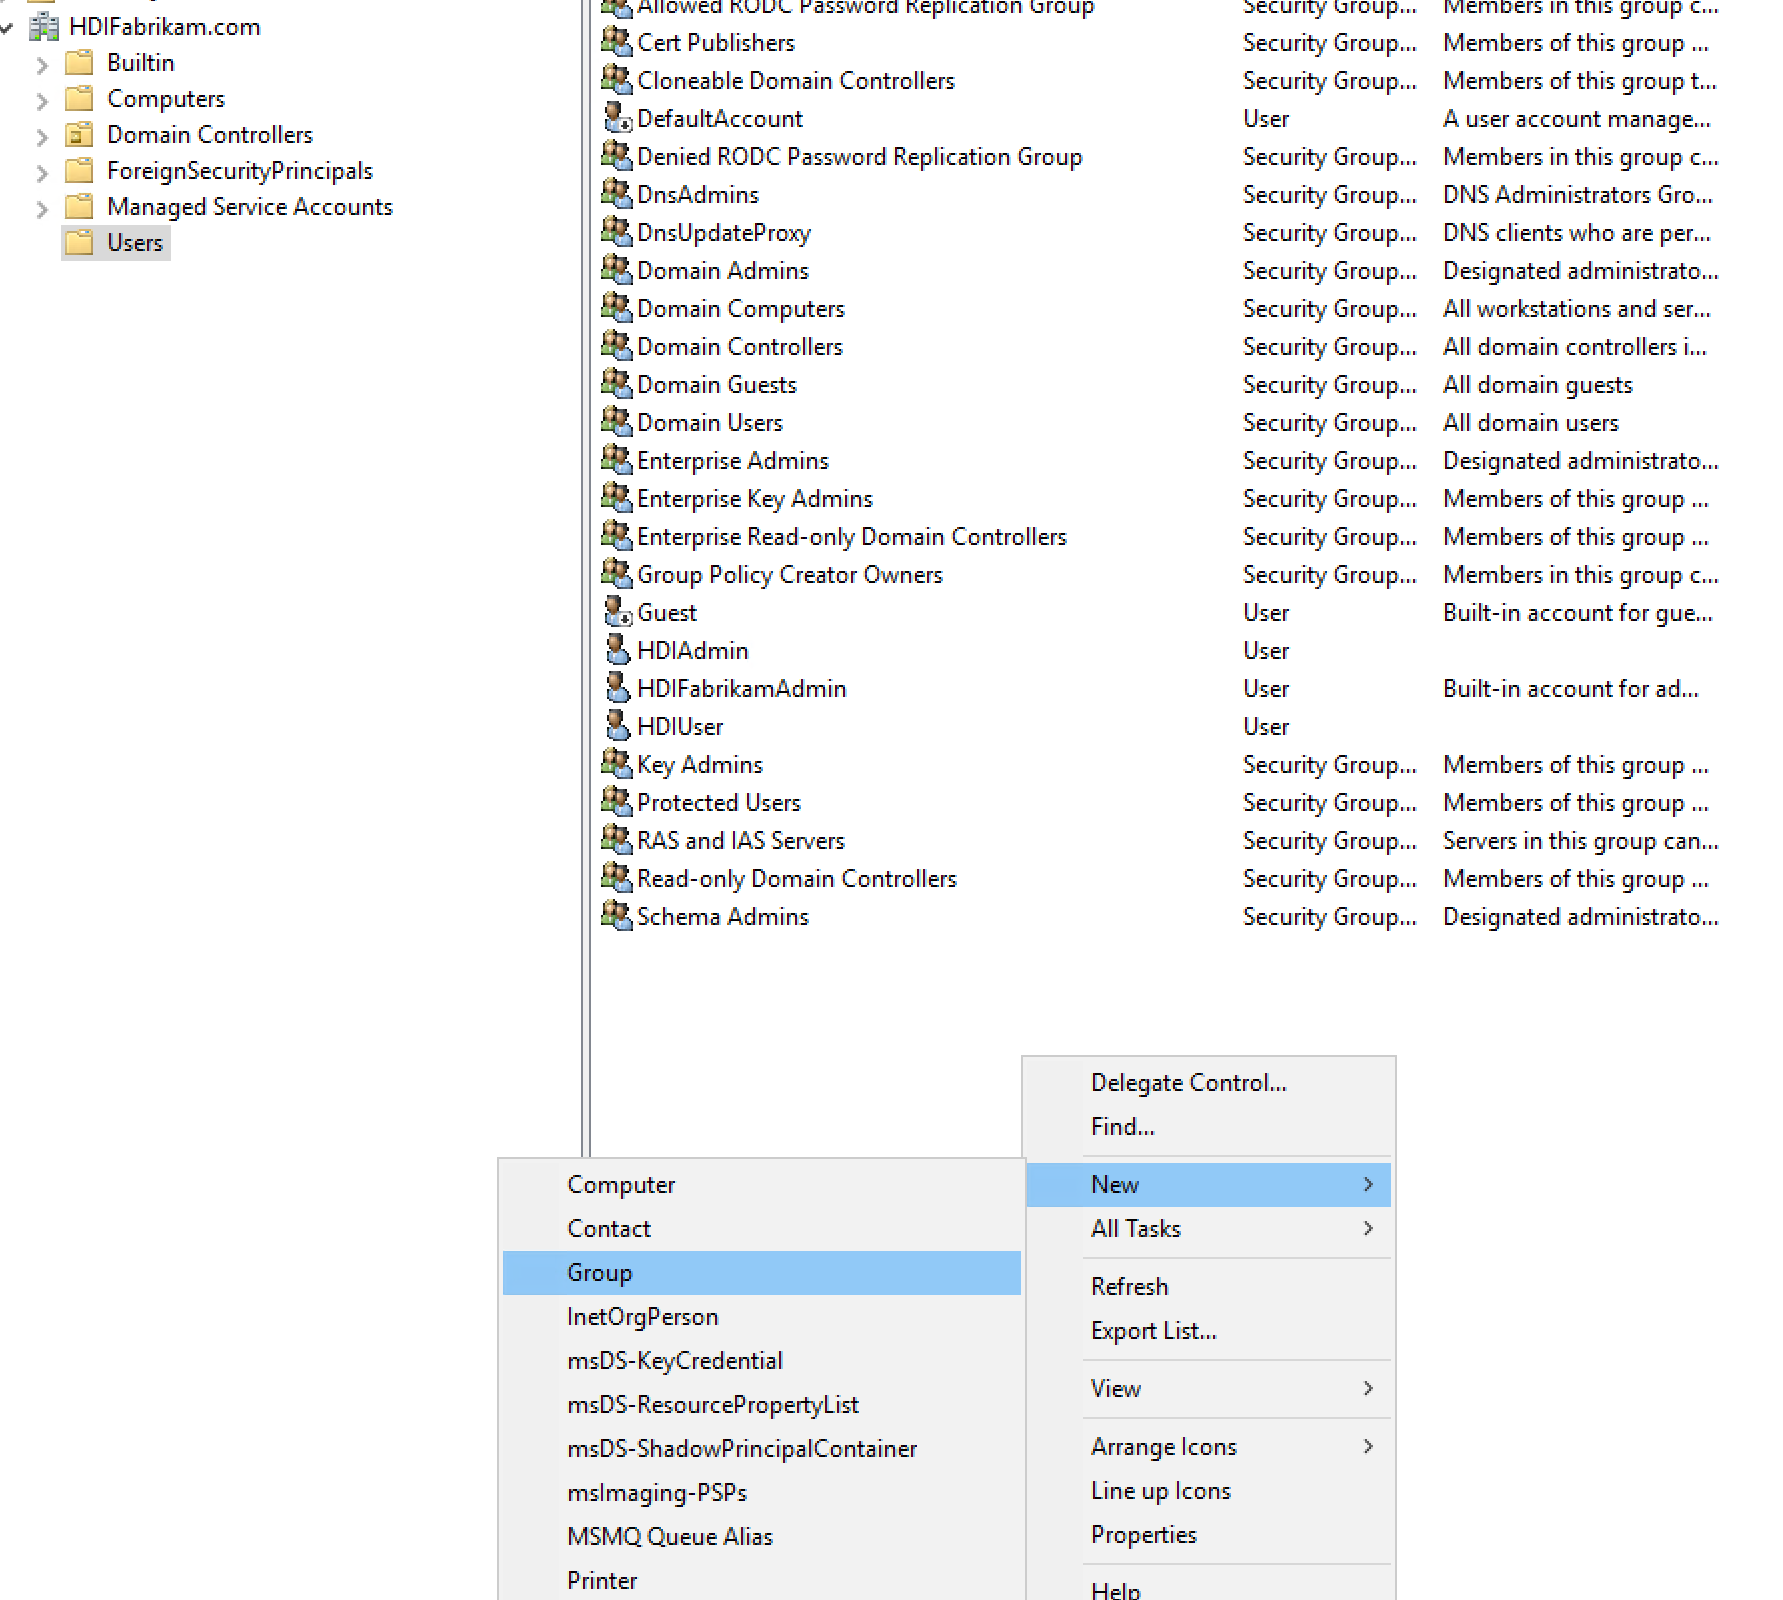 HDIFabrikam.com
Builtin
Computers
Domain Controllers
ForeignSecurityPrincipals
Managed Service Accounts
Users
Allowed RODC Password Replication Group Security Group... Members in this group c...
Cert Publishers Security Group... Members of this group ...
Cloneable Domain Controllers Security Group... Members of this group t...
DefaultAccount User A user account manage...
Denied RODC Password Replication Group Security Group... Members in this group c...
DnsAdmins Security Group... DNS Administrators Gro...
DnsUpdateProxy Security Group... DNS clients who are per...
Domain Admins Security Group... Designated administrato...
Domain Computers Security Group... All workstations and ser...
Domain Controllers Security Group... All domain controllers i...
Domain Guests Security Group... All domain guests
Domain Users Security Group... All domain users
Enterprise Admins Security Group... Designated administrato...
Enterprise Key Admins Security Group... Members of this group ...
Enterprise Read-only Domain Controllers Security Group... Members of this group ...
Group Policy Creator Owners Security Group... Members in this group c...
Guest User Built-in account for gue...
HDIAdmin User
HDIFabrikamAdmin User Built-in account for ad...
HDIUser User
Key Admins Security Group... Members of this group ...
Protected Users Security Group... Members of this group ...
RAS and IAS Servers Security Group... Servers in this group can...
Read-only Domain Controllers Security Group... Members of this group ...
Schema Admins Security Group... Designated administrato...
Delegate Control...
Find...
New
All Tasks
Refresh
Export List...
View
Arrange Icons
Line up Icons
Properties
Help
Computer
Contact
Group
InetOrgPerson
msDS-KeyCredential
msDS-ResourcePropertyList
msDS-ShadowPrincipalContainer
msImaging-PSPs
MSMQ Queue Alias
Printer